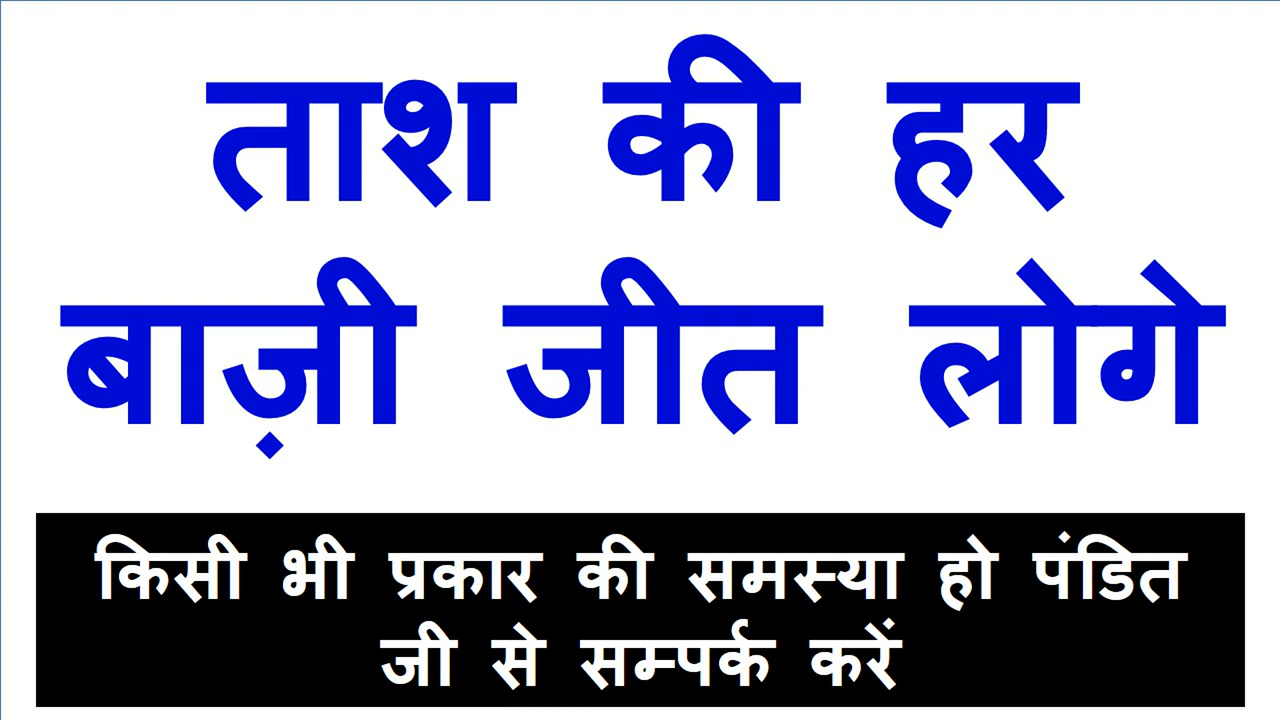 ताश की हर
बाज़ी जीत लोगे
किसी भी प्रकार की समस्या हो पंडित
जी से सम्पर्क करें